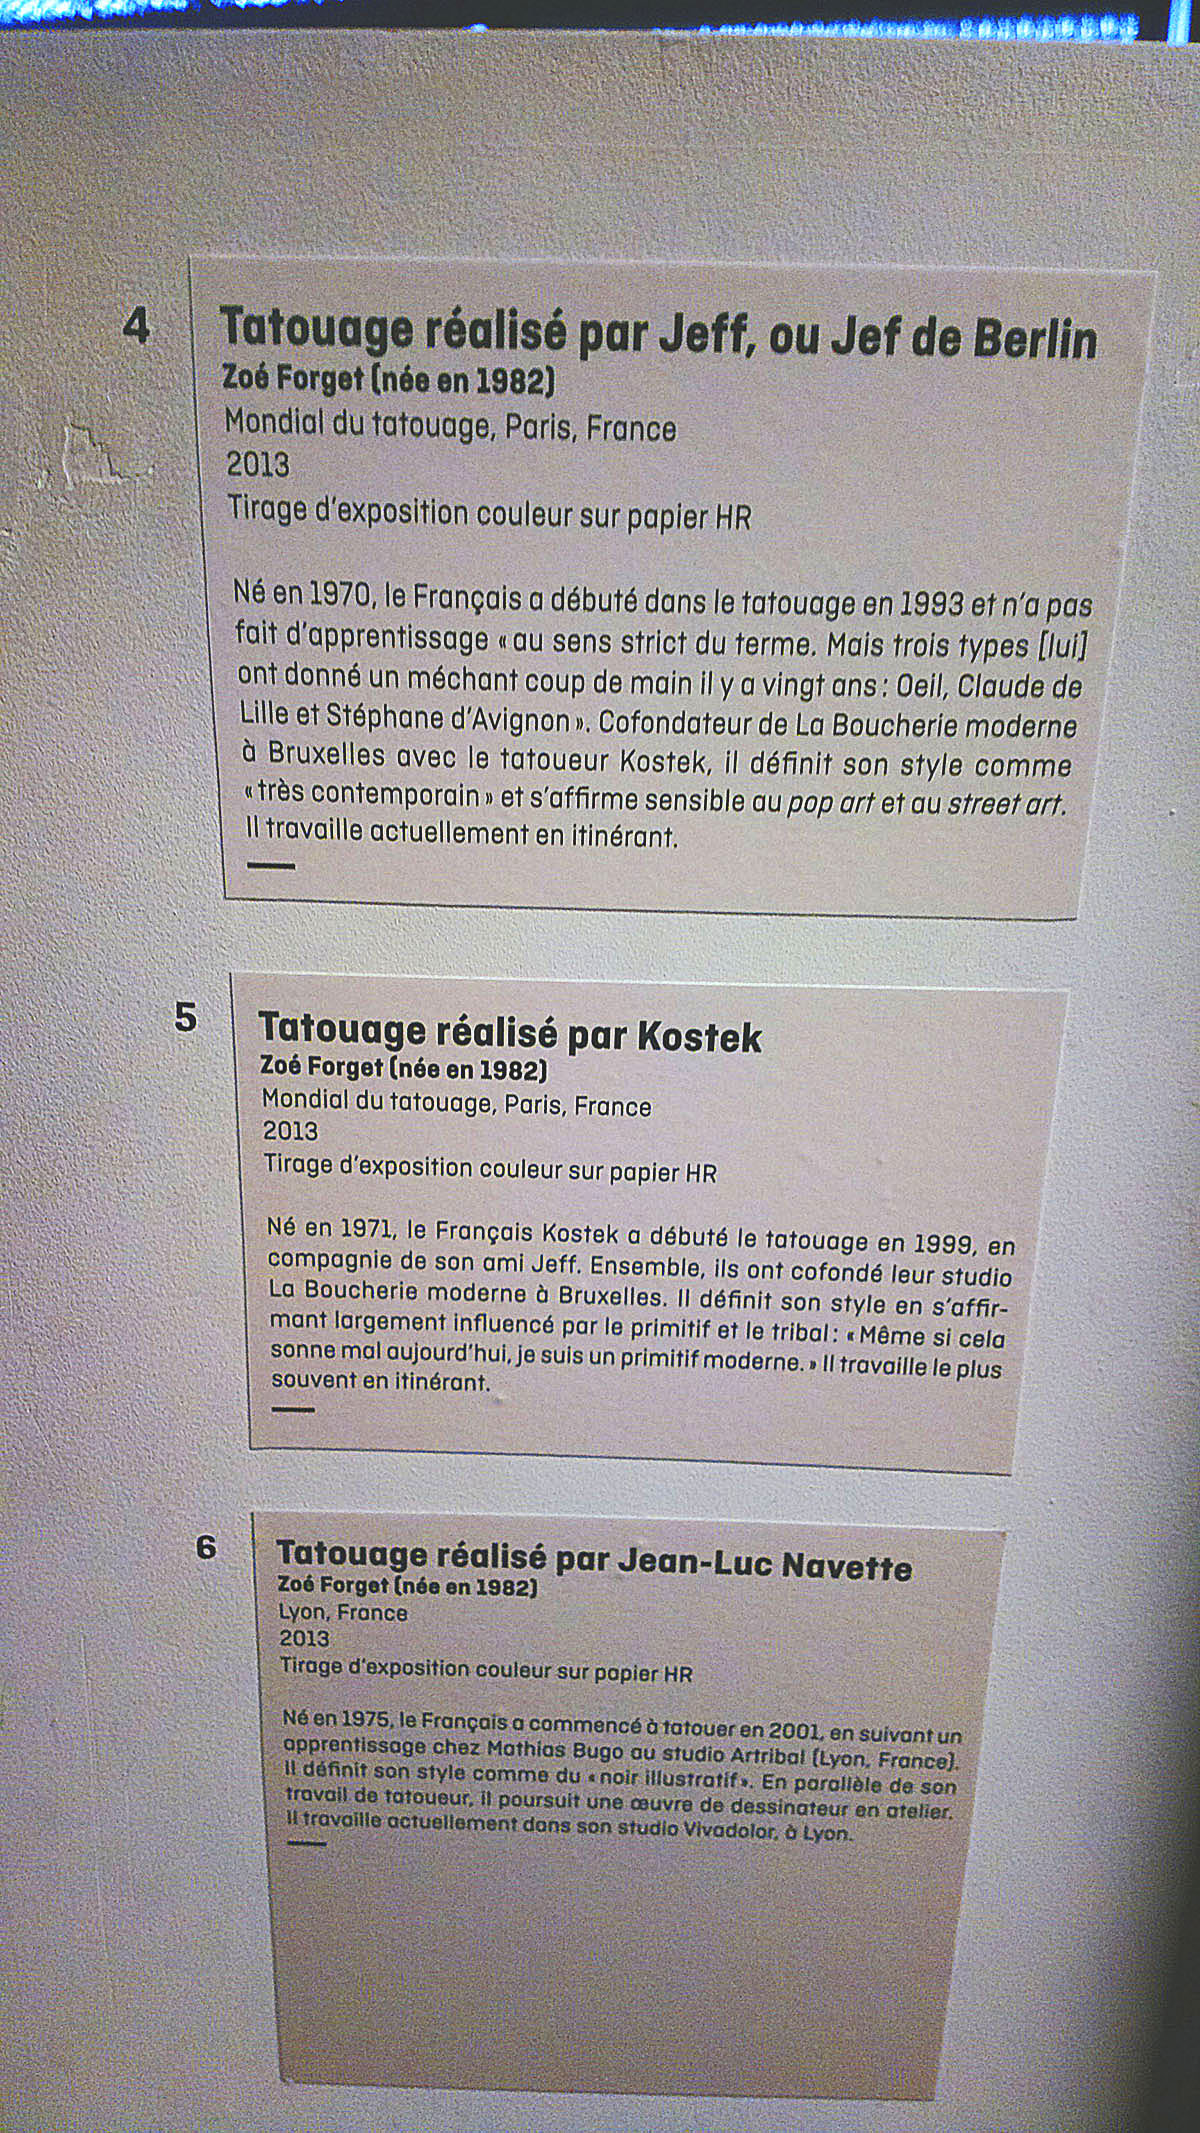 4
Tatouage réalisé par Jeff, ou Jef de Berlin
Zoé Forget (née en 1982)
Mondial du tatouage, Paris, France
2013
Tirage d'exposition couleur sur papier HR
Né en 1970, le Français a débuté dans le tatouage en 1993 et n'a pas
fait d'apprentissage « au sens strict du terme. Mais trois types [lui]
ont donné un méchant coup de main il y a vingt ans : Oeil, Claude de
Lille et Stéphane d'Avignon ». Cofondateur de La Boucherie moderne
à Bruxelles avec le tatoueur Kostek, il définit son style comme
« très contemporain » et s'affirme sensible au pop art et au street art.
Il travaille actuellement en itinérant.
5
Tatouage réalisé par Kostek
Zoé Forget (née en 1982)
Mondial du tatouage, Paris, France
2013
Tirage d'exposition couleur sur papier HR
Né en 1971, le Français Kostek a débuté le tatouage en 1999, en
compagnie de son ami Jeff. Ensemble, ils ont cofondé leur studio
La Boucherie moderne à Bruxelles. Il définit son style en s'affir-
mant largement influencé par le primitif et le tribal : « Même si cela
sonne mal aujourd'hui, je suis un primitif moderne. » Il travaille le plus
souvent en itinérant.
6
Tatouage réalisé par Jean-Luc Navette
Zoé Forget (née en 1982)
Lyon, France
2013
Tirage d'exposition couleur sur papier HR
Né en 1975, le Français a commencé à tatouer en 2001, en suivant un
apprentissage chez Mathias Bugo au studio Artribal (Lyon, France).
Il définit son style comme du « noir illustratif ». En parallèle de son
travail de tatoueur, il poursuit une œuvre de dessinateur en atelier.
Il travaille actuellement dans son studio Vivadolor, à Lyon.